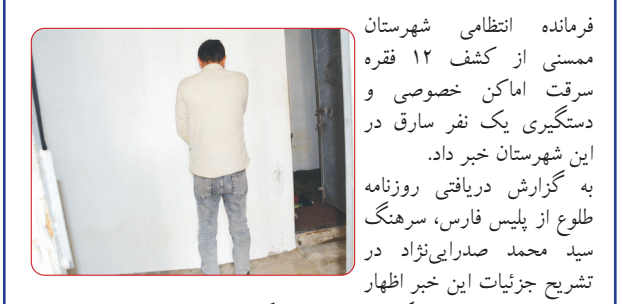 فرمانده انتظامی شهرستان
ممسنی از کشف ۱۲ فقره
سرقت اماکن خصوصی و
دستگیری یک نفر سارق در
این شهرستان خبر داد.
به گزارش دریافتی روزنامه
طلوع از پلیس فارس، سرهنگ
سید محمد صدرایی‌نژاد در
تشریح جزئیات این خبر اظهار